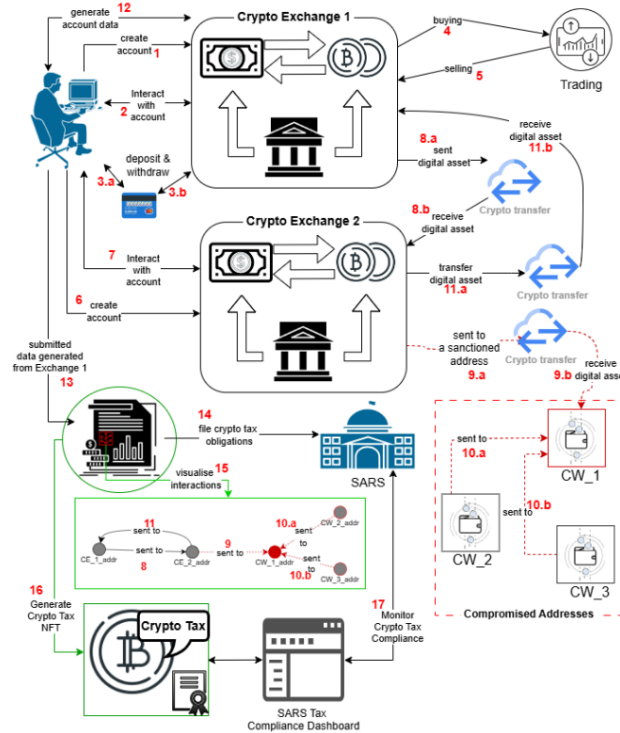 12
generate
account data
create
account
1
Interact
with
account
2
deposit &
withdraw
3.a
3.b
Crypto Exchange 1
buying
4
selling
5
Trading
8.a
sent
digital asset
receive
digital asset
11.b
Crypto transfer
8.b
receive
digital asset
Crypto Exchange 2
7
Interact
with
account
6
create
account
transfer
digital asset
11.a
Crypto transfer
sent to
a sanctioned
address
9.a
Crypto transfer
9.b
receive
digital asset
submitted
data generated
from Exchange 1
13
14
file crypto tax
obligations
SARS
visualise
interactions
15
CE_1_addr
11
sent to
sent to
8
CE_2_addr
9
sent to
CW_1_addr
10.a
sent
to
CW_2_addr
sent
to
10.b
CW_3_addr
CW_1
sent to
10.a
CW_2
sent to
10.b
CW_3
Compromised Addresses
16
Generate
Crypto Tax
NFT
Crypto Tax
SARS Tax
Compliance Dashboard
17
Monitor
Crypto Tax
Compliance